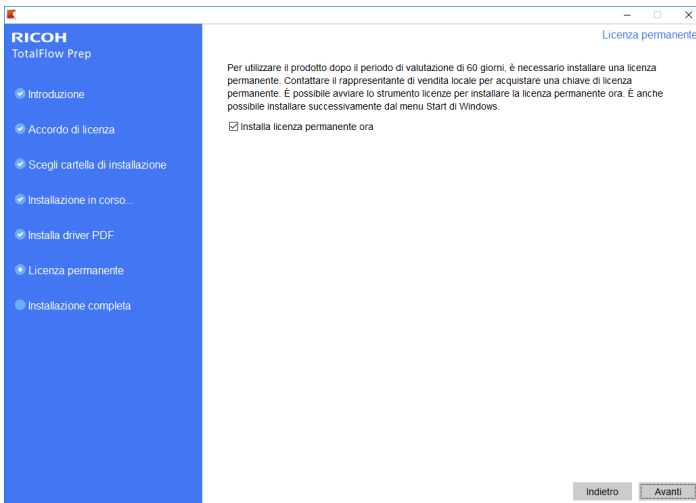 RICOH
TotalFlow Prep
Introduzione
Accordo di licenza
Scegli cartella di installazione
Installazione in corso...
Installa driver PDF
Licenza permanente
Installazione completa
Licenza permanente
Per utilizzare il prodotto dopo il periodo di valutazione di 60 giorni, è necessario installare una licenza
permanente. Contattare il rappresentante di vendita locale per acquistare una chiave di licenza
permanente. È possibile avviare lo strumento licenze per installare la licenza permanente ora. È anche
possibile installare successivamente dal menu Start di Windows.
Installa licenza permanente ora
Indietro
Avanti